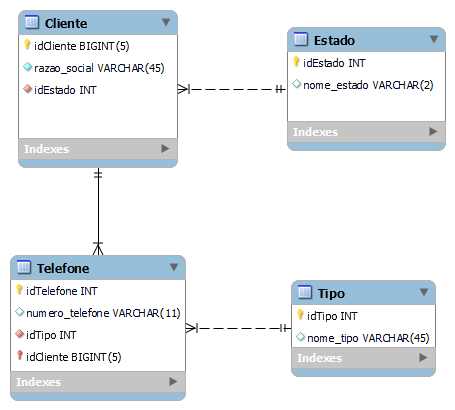 Cliente
idCliente BIGINT(5)
razao_social VARCHAR(45)
idEstado INT
Indexes
Estado
idEstado INT
nome_estado VARCHAR(2)
Indexes
Telefone
idTelefone INT
numero_telefone VARCHAR(11)
idTipo INT
idCliente BIGINT(5)
Indexes
Tipo
idTipo INT
nome_tipo VARCHAR(45)
Indexes